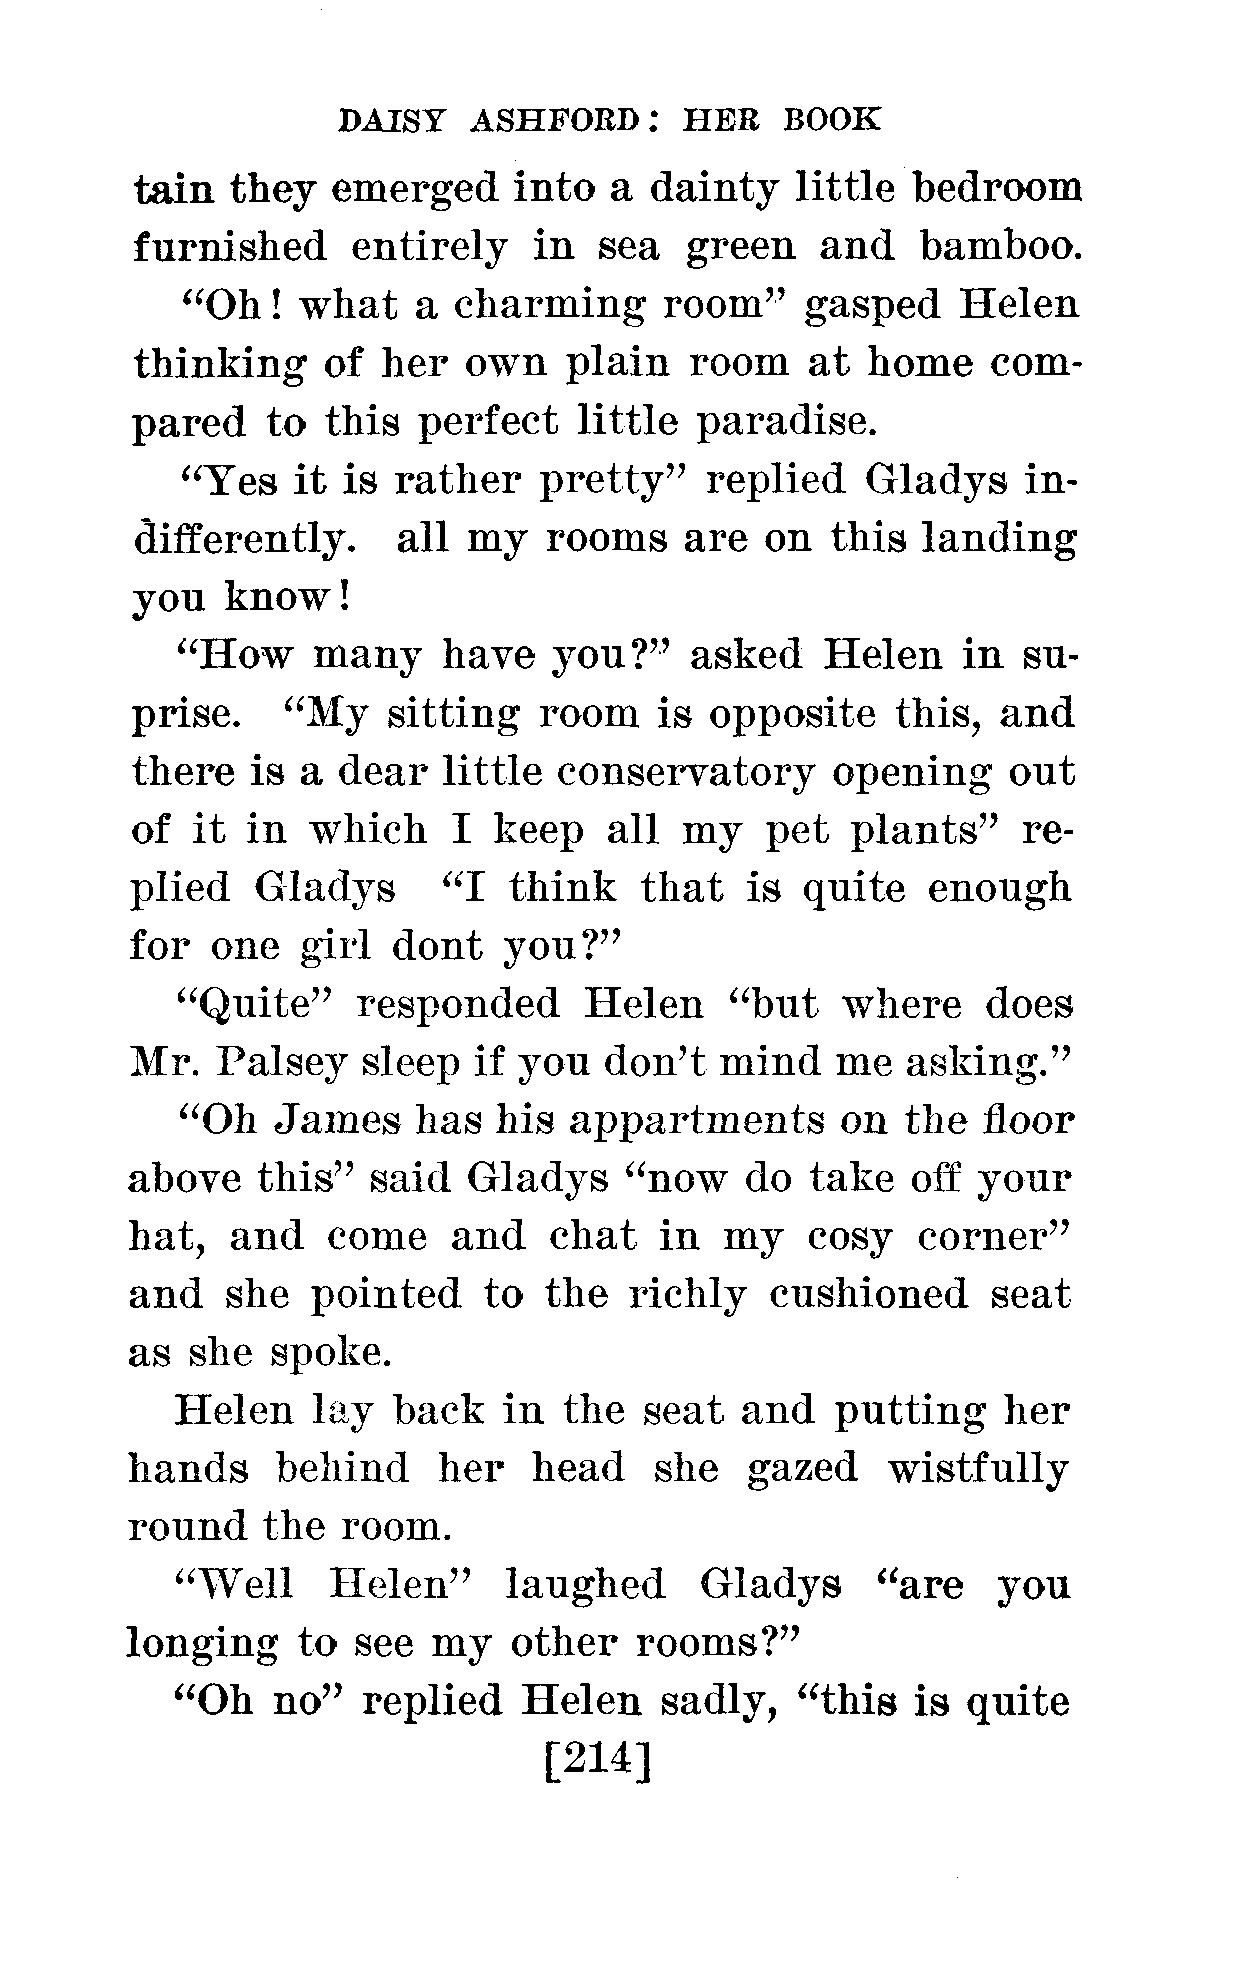 DAISY ASHFORD: HER BOOK
tain they emerged into a dainty little bedroom
furnished entirely in sea green and bamboo.
"Oh! what a charming room" gasped Helen
thinking of her own plain room at home com-
pared to this perfect little paradise.
"Yes it is rather pretty" replied Gladys in-
differently. all my rooms are on this landing
you know!
"How many have you?" asked Helen in su-
prise. "My sitting room is opposite this, and
there is a dear little conservatory opening out
of it in which I keep all my pet plants" re-
plied Gladys "I think that is quite enough
for one girl dont you?"
"Quite" responded Helen "but where does
Mr. Palsey sleep if you don't mind me asking."
"Oh James has his appartments on the floor
above this" said Gladys "now do take off your
hat, and come and chat in my cosy corner"
and she pointed to the richly cushioned seat
as she spoke.
Helen lay back in the seat and putting her
hands behind her head she gazed wistfully
round the room.
"Well Helen" laughed Gladys "are you
longing to see my other rooms?"
"Oh no" replied Helen sadly, "this is quite
[214]